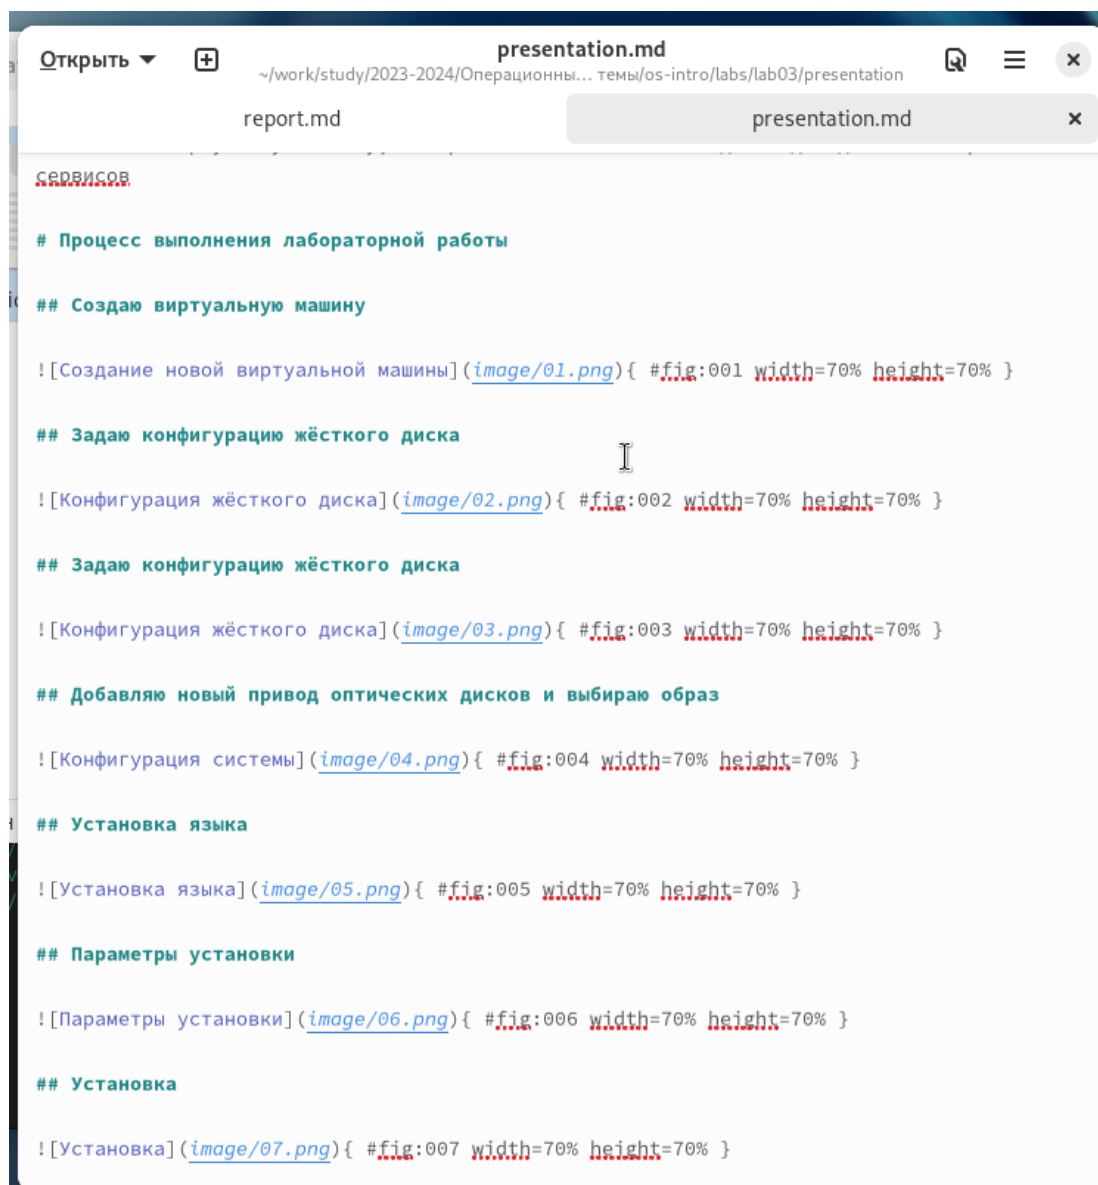 Открыть
presentation.md
~/work/study/2023-2024/Операционны... темы/os-intro/labs/lab03/presentation
report.md
presentation.md
сервисов
# Процесс выполнения лабораторной работы
## Создаю виртуальную машину
![Создание новой виртуальной машины](image/01.png){ #fig:001 width=70% height=70% }
## Задаю конфигурацию жёсткого диска
![Конфигурация жёсткого диска](image/02.png){ #fig:002 width=70% height=70% }
## Задаю конфигурацию жёсткого диска
![Конфигурация жёсткого диска](image/03.png){ #fig:003 width=70% height=70% }
## Добавляю новый привод оптических дисков и выбираю образ
![Конфигурация системы](image/04.png){ #fig:004 width=70% height=70% }
## Установка языка
![Установка языка](image/05.png){ #fig:005 width=70% height=70% }
## Параметры установки
![Параметры установки](image/06.png){ #fig:006 width=70% height=70% }
## Установка
![Установка](image/07.png){ #fig:007 width=70% height=70% }